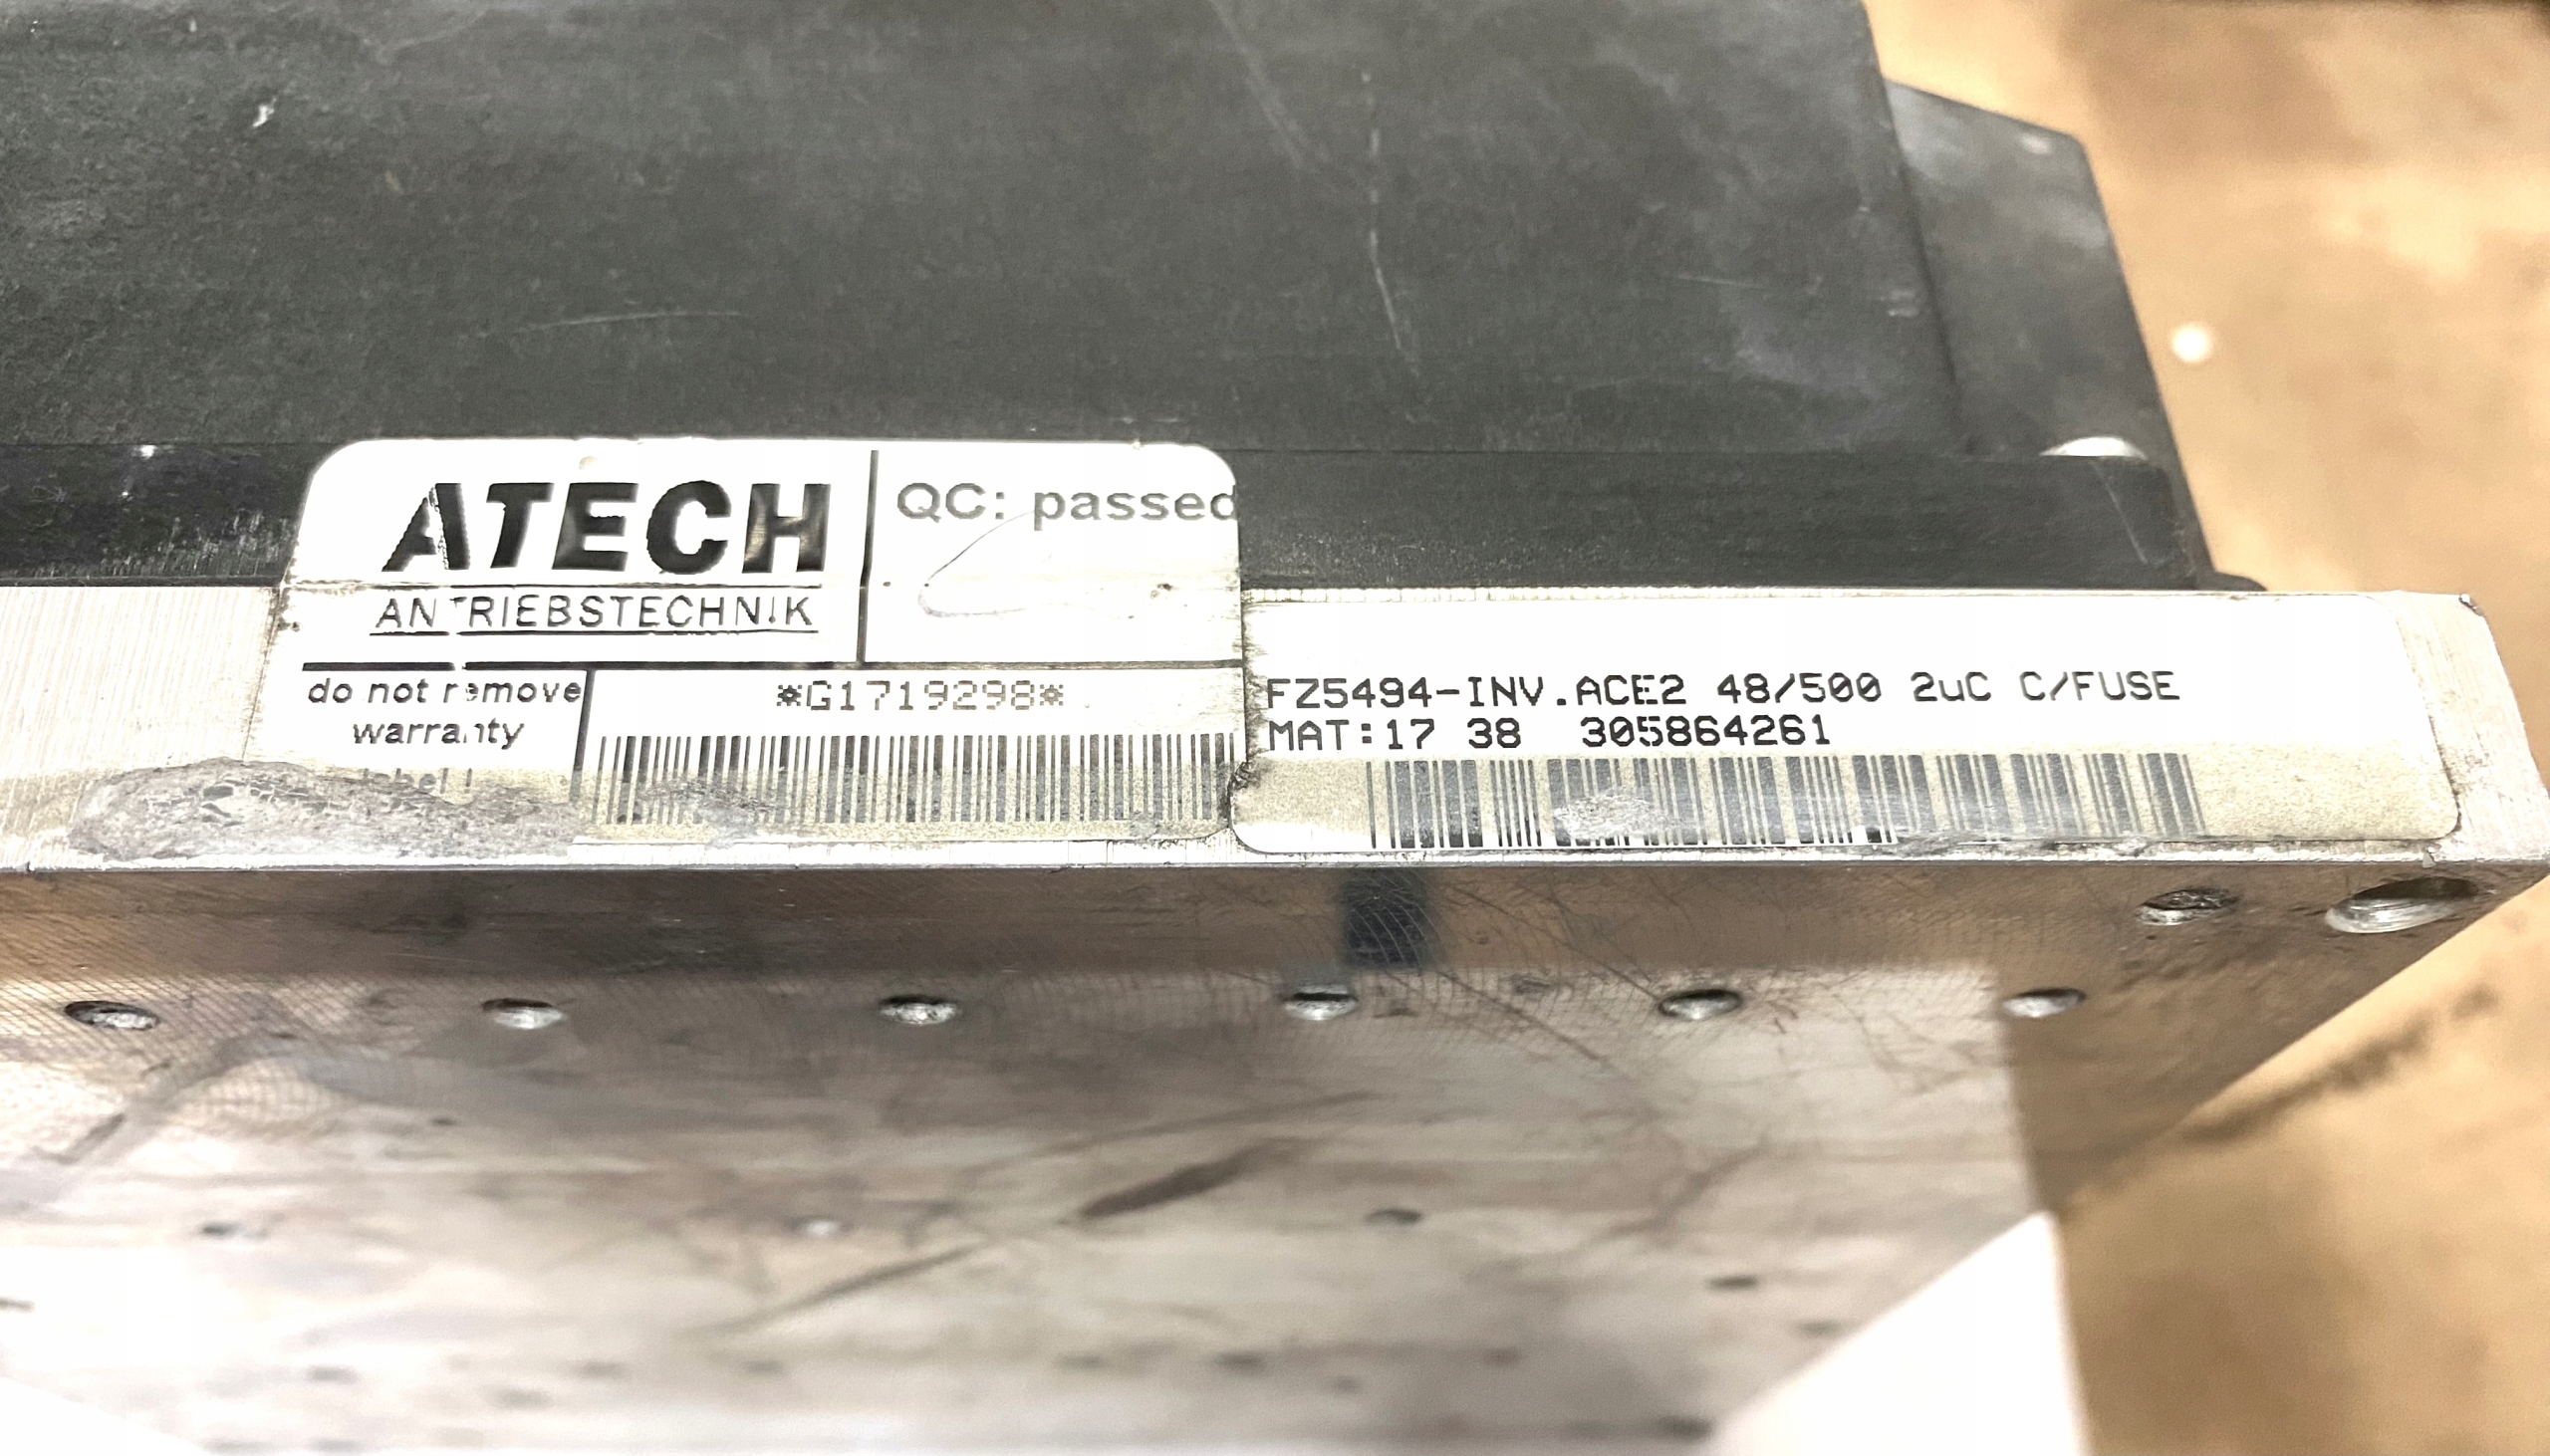 ATECH
ANTRIEBSTECHNIK
QC: passed
do not remove
warranty
label !
*G1719298*
FZ5494-INV.ACE2 48/500 2uC C/FUSE
MAT:17 38 305864261